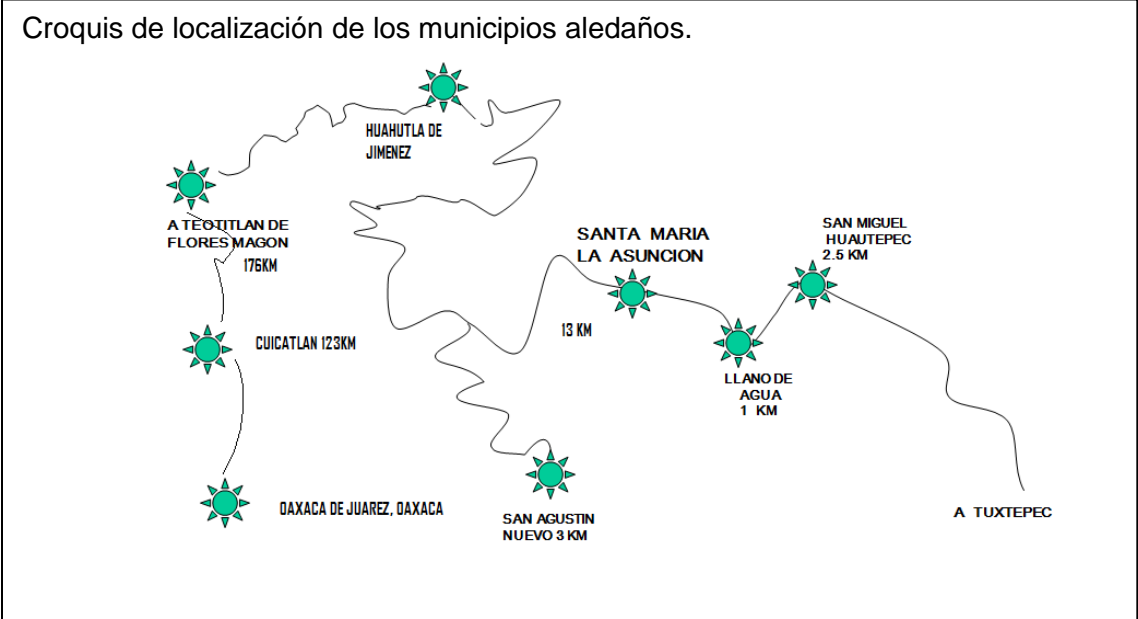 Croquis de localización de los municipios aledaños.
HUAHUTLA DE
JIMENEZ
A TEOTITLAN DE
FLORES MAGON
176KM
SANTA MARIA
LA ASUNCION
SAN MIGUEL
HUAUTEPEC
2.5 KM
13 KM
CUICATLAN 123KM
LLANO DE
AGUA
1 KM
OAXACA DE JUAREZ, OAXACA
SAN AGUSTIN
NUEVO 3 KM
A TUXTEPEC